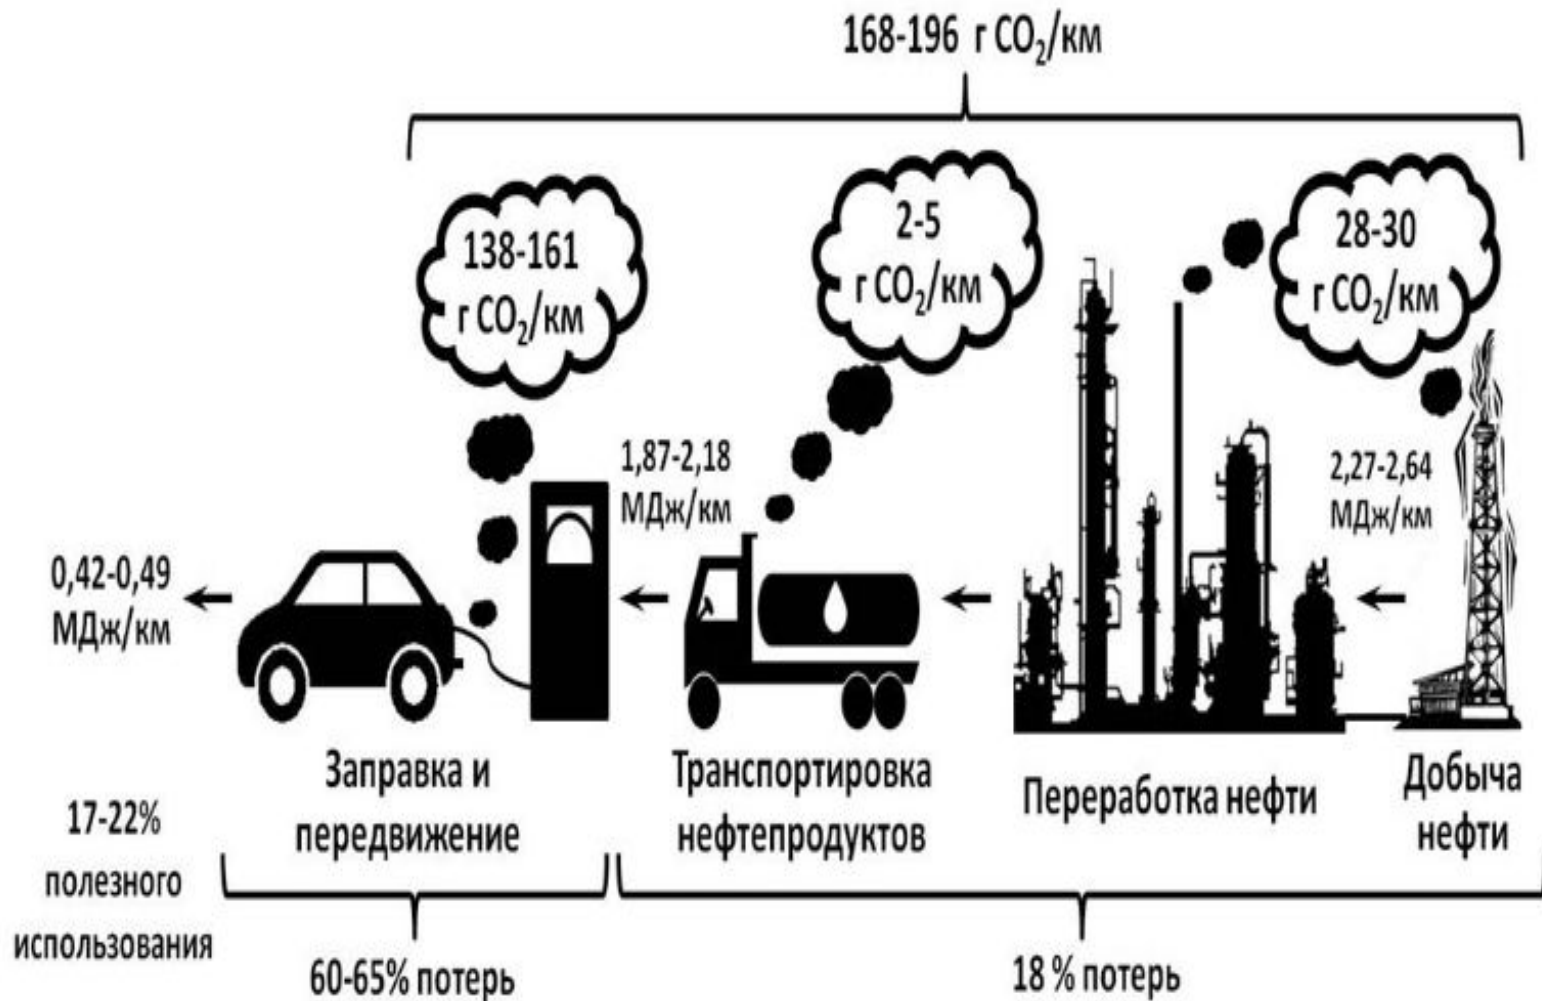 168-196 г CO₂/км
138-161
г CO₂/км
2-5
г CO₂/км
28-30
г CO₂/км
1,87-2,18
МДж/км
2,27-2,64
МДж/км
0,42-0,49
МДж/км
Заправка и
передвижение
Транспортировка
нефтепродуктов
Переработка нефти
Добыча
нефти
17-22%
полезного
использования
60-65% потерь
18 % потерь